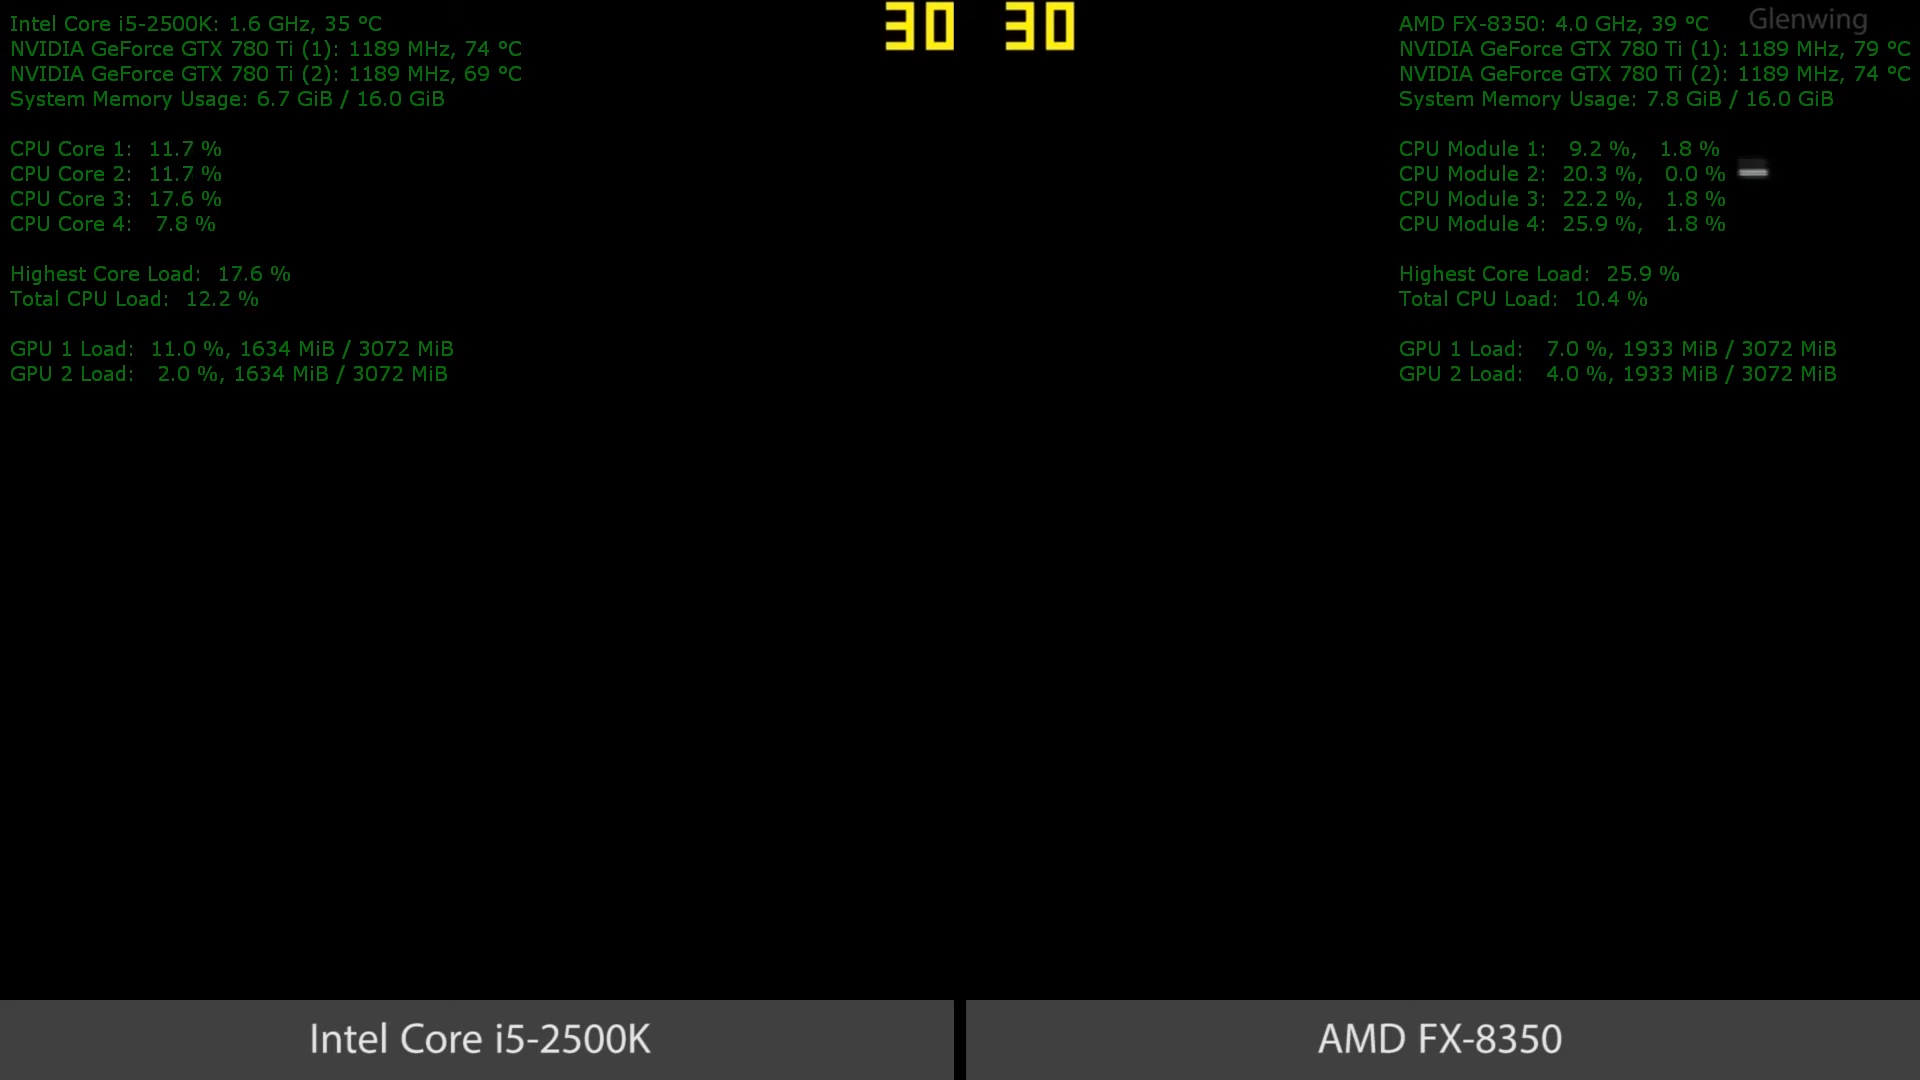 Intel Core i5-2500K: 1.6 GHz, 35 °C
NVIDIA GeForce GTX 780 Ti (1): 1189 MHz, 74 °C
NVIDIA GeForce GTX 780 Ti (2): 1189 MHz, 69 °C
System Memory Usage: 6.7 GiB / 16.0 GiB
CPU Core 1: 11.7 %
CPU Core 2: 11.7 %
CPU Core 3: 17.6 %
CPU Core 4: 7.8 %
Highest Core Load: 17.6 %
Total CPU Load: 12.2 %
GPU 1 Load: 11.0 %, 1634 MiB / 3072 MiB
GPU 2 Load: 2.0 %, 1634 MiB / 3072 MiB
30 30
Glenwing
AMD FX-8350: 4.0 GHz, 39 °C
NVIDIA GeForce GTX 780 Ti (1): 1189 MHz, 79 °C
NVIDIA GeForce GTX 780 Ti (2): 1189 MHz, 74 °C
System Memory Usage: 7.8 GiB / 16.0 GiB
CPU Module 1: 9.2 %, 1.8 %
CPU Module 2: 20.3 %, 0.0 %
CPU Module 3: 22.2 %, 1.8 %
CPU Module 4: 25.9 %, 1.8 %
Highest Core Load: 25.9 %
Total CPU Load: 10.4 %
GPU 1 Load: 7.0 %, 1933 MiB / 3072 MiB
GPU 2 Load: 4.0 %, 1933 MiB / 3072 MiB
Intel Core i5-2500K
AMD FX-8350